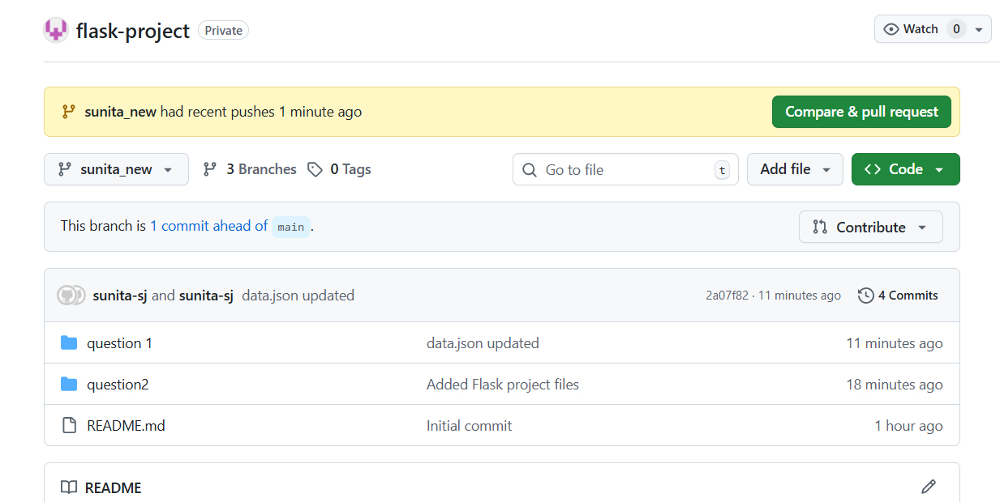 flask-project Private Watch 0
sunita_new had recent pushes 1 minute ago Compare & pull request
sunita_new 3 Branches 0 Tags Go to file t Add file Code
This branch is 1 commit ahead of main .  Contribute
sunita-sj and sunita-sj data.json updated 2a07f82 · 11 minutes ago 4 Commits
question 1 data.json updated 11 minutes ago
question2 Added Flask project files 18 minutes ago
README.md Initial commit 1 hour ago
README